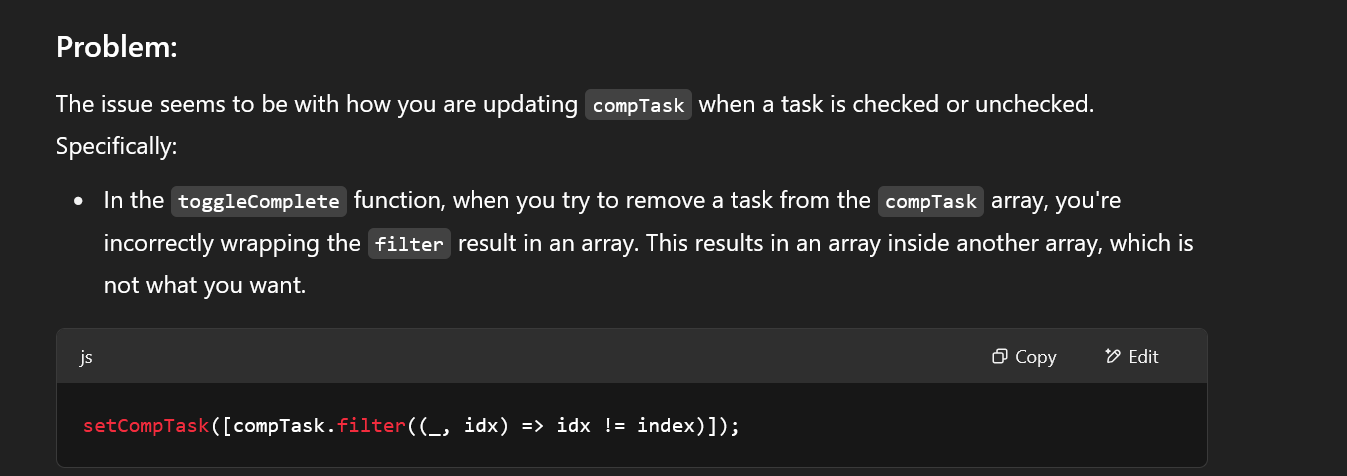 Problem:
The issue seems to be with how you are updating compTask when a task is checked or unchecked.
Specifically:
• In the toggleComplete function, when you try to remove a task from the compTask array, you're
incorrectly wrapping the filter result in an array. This results in an array inside another array, which is
not what you want.
js Copy Edit
setCompTask([compTask.filter((_, idx) => idx != index)]);